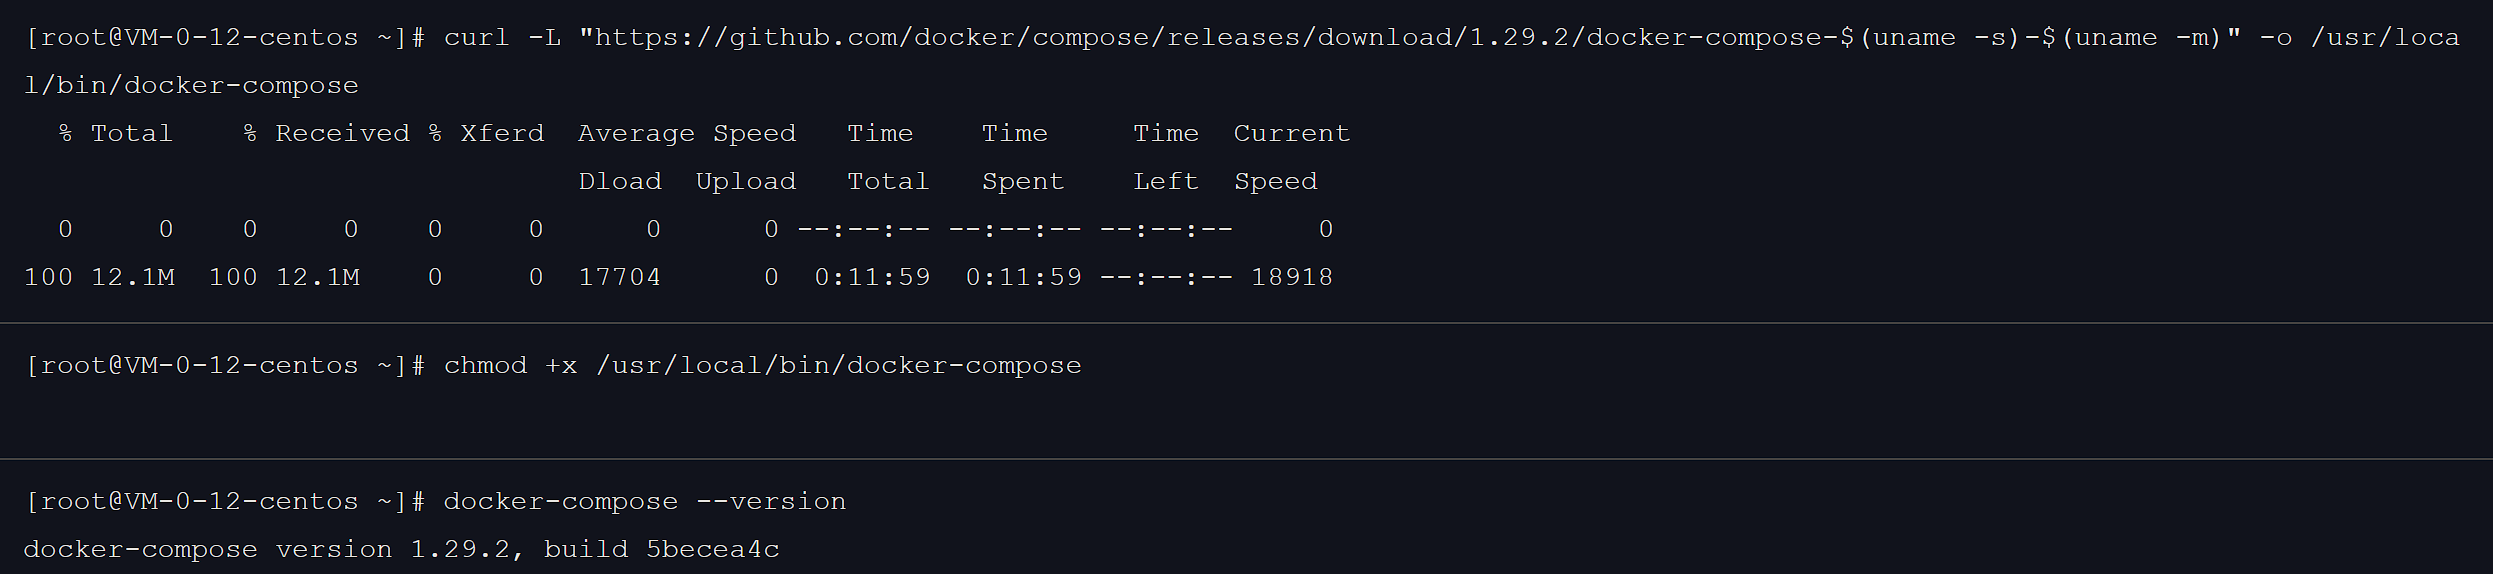 [root@VM-0-12-centos ~]# curl -L "https://github.com/docker/compose/releases/download/1.29.2/docker-compose-$(uname -s)-$(uname -m)" -o /usr/loca
l/bin/docker-compose
  % Total    % Received % Xferd  Average Speed   Time    Time     Time  Current
                                 Dload  Upload   Total   Spent    Left  Speed
  0     0    0     0    0     0      0      0 --:--:-- --:--:-- --:--:--     0
100 12.1M  100 12.1M    0     0  17704      0  0:11:59  0:11:59 --:--:-- 18918
[root@VM-0-12-centos ~]# chmod +x /usr/local/bin/docker-compose
[root@VM-0-12-centos ~]# docker-compose --version
docker-compose version 1.29.2, build 5becea4c